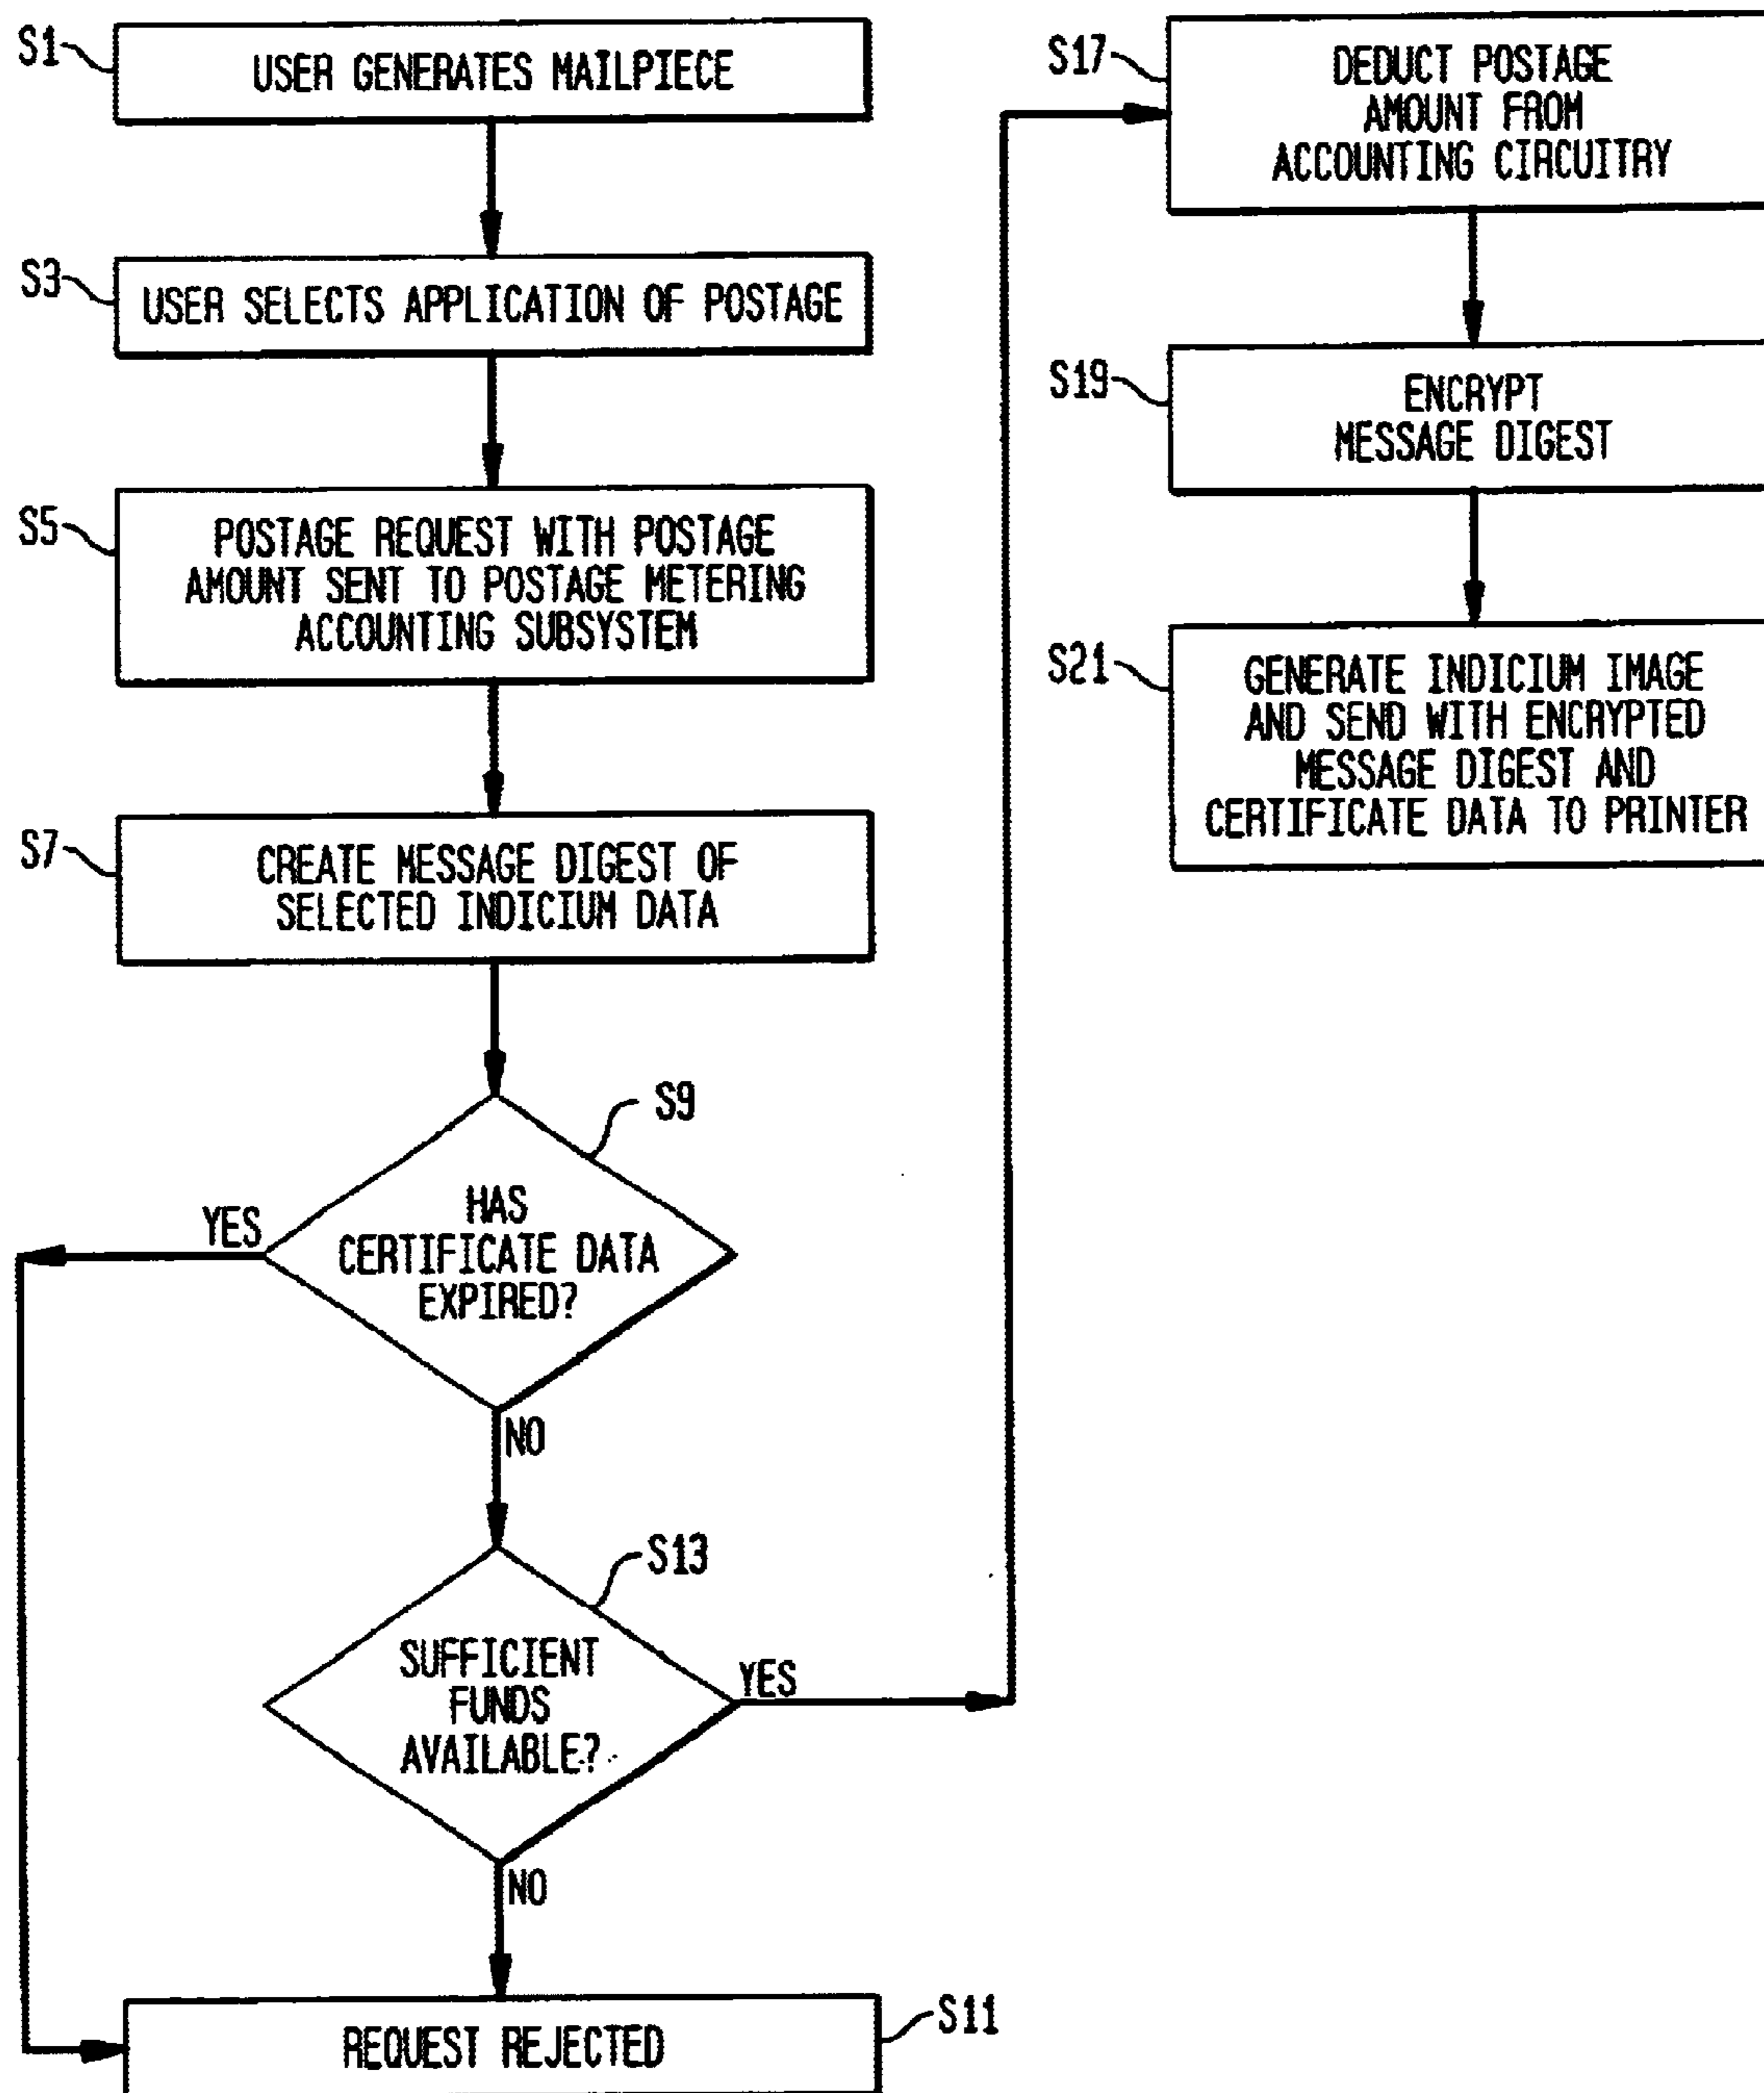 S1
USER GENERATES MAILPIECE
S3
USER SELECTS APPLICATION OF POSTAGE
S5
POSTAGE REQUEST WITH POSTAGE
AMOUNT SENT TO POSTAGE METERING
ACCOUNTING SUBSYSTEM
S7
CREATE MESSAGE DIGEST OF
SELECTED INDICIUM DATA
S9
HAS
CERTIFICATE DATA
EXPIRED?
YES
NO
S13
SUFFICIENT
FUNDS
AVAILABLE?
YES
NO
S11
REQUEST REJECTED
S17
DEDUCT POSTAGE
AMOUNT FROM
ACCOUNTING CIRCUITRY
S19
ENCRYPT
MESSAGE DIGEST
S21
GENERATE INDICIUM IMAGE
AND SEND WITH ENCRYPTED
MESSAGE DIGEST AND
CERTIFICATE DATA TO PRINTER